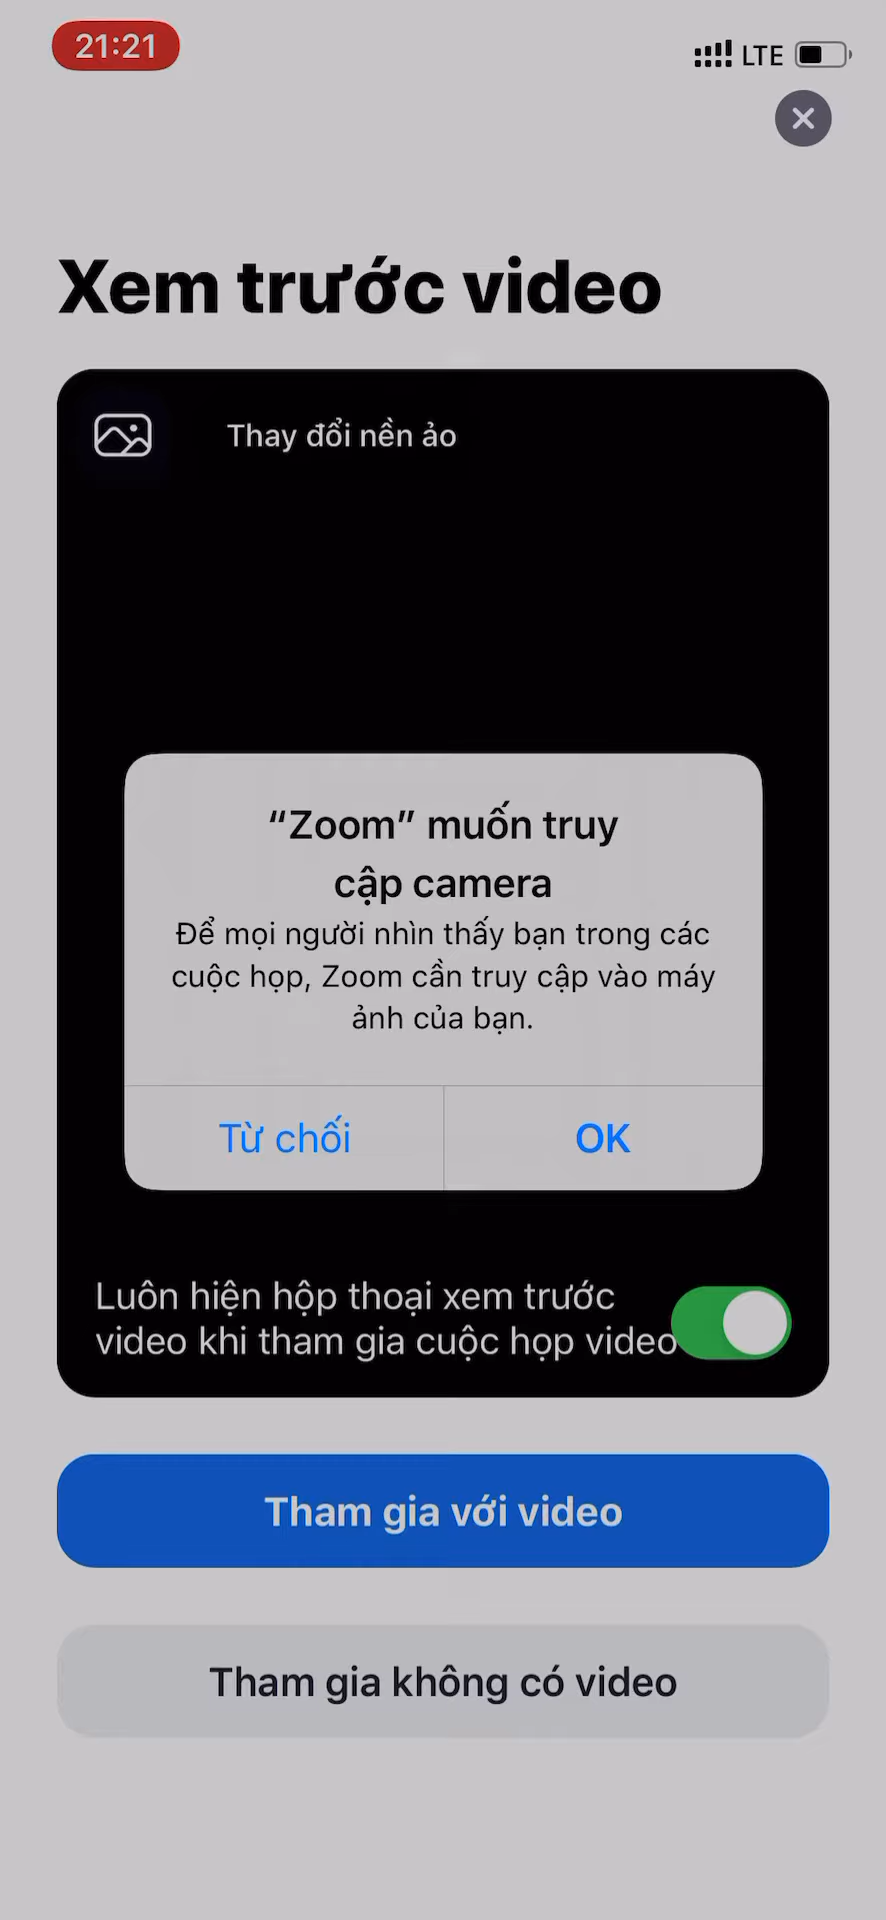 21:21
LTE
Xem trước video
Thay đổi nền ảo
“Zoom” muốn truy
cập camera
Để mọi người nhìn thấy bạn trong các
cuộc họp, Zoom cần truy cập vào máy
ảnh của bạn.
Từ chối
OK
Luôn hiện hộp thoại xem trước
video khi tham gia cuộc họp video
Tham gia với video
Tham gia không có video